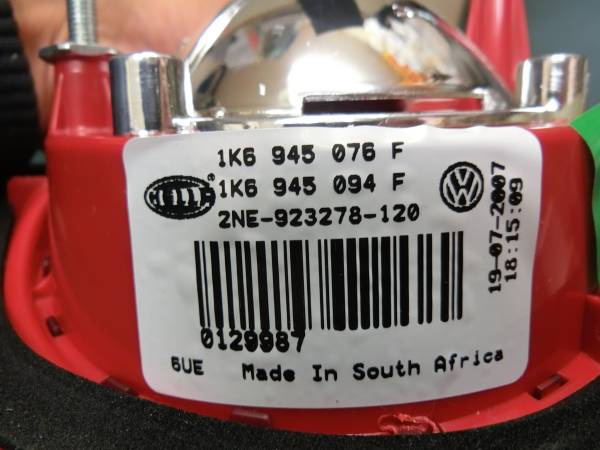 1K6 945 076 F
HELLA
1K6 945 094 F
2NE-923278-120
19-07-2007
18:15:09
0129987
6UE Made In South Africa